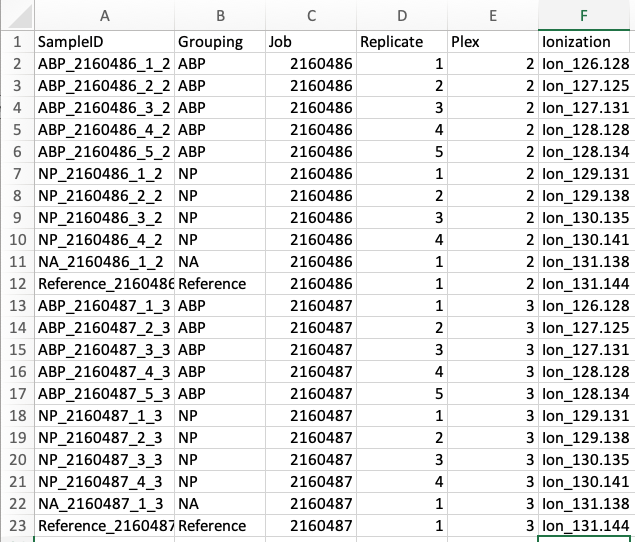 A B C D E F
1 SampleID Grouping Job Replicate Plex Ionization
2 ABP_2160486_1_2 ABP 2160486 1 2 Ion_126.128
3 ABP_2160486_2_2 ABP 2160486 2 2 Ion_127.125
4 ABP_2160486_3_2 ABP 2160486 3 2 Ion_127.131
5 ABP_2160486_4_2 ABP 2160486 4 2 Ion_128.128
6 ABP_2160486_5_2 ABP 2160486 5 2 Ion_128.134
7 NP_2160486_1_2 NP 2160486 1 2 Ion_129.131
8 NP_2160486_2_2 NP 2160486 2 2 Ion_129.138
9 NP_2160486_3_2 NP 2160486 3 2 Ion_130.135
10 NP_2160486_4_2 NP 2160486 4 2 Ion_130.141
11 NA_2160486_1_2 NA 2160486 1 2 Ion_131.138
12 Reference_2160486 Reference 2160486 1 2 Ion_131.144
13 ABP_2160487_1_3 ABP 2160487 1 3 Ion_126.128
14 ABP_2160487_2_3 ABP 2160487 2 3 Ion_127.125
15 ABP_2160487_3_3 ABP 2160487 3 3 Ion_127.131
16 ABP_2160487_4_3 ABP 2160487 4 3 Ion_128.128
17 ABP_2160487_5_3 ABP 2160487 5 3 Ion_128.134
18 NP_2160487_1_3 NP 2160487 1 3 Ion_129.131
19 NP_2160487_2_3 NP 2160487 2 3 Ion_129.138
20 NP_2160487_3_3 NP 2160487 3 3 Ion_130.135
21 NP_2160487_4_3 NP 2160487 4 3 Ion_130.141
22 NA_2160487_1_3 NA 2160487 1 3 Ion_131.138
23 Reference_2160487 Reference 2160487 1 3 Ion_131.144